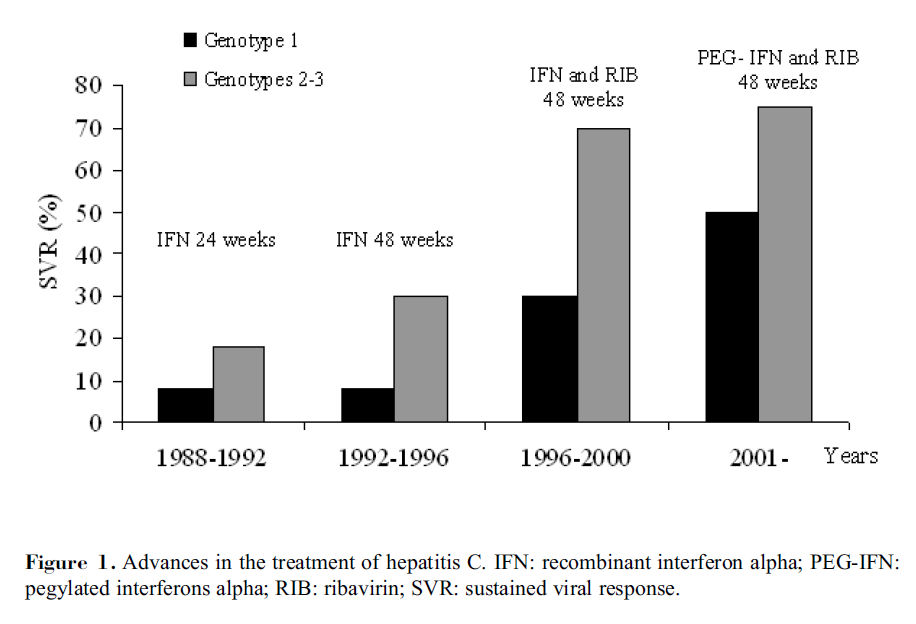 Genotype 1
Genotypes 2-3
IFN and RIB
48 weeks
PEG- IFN and RIB
48 weeks
IFN 24 weeks
IFN 48 weeks
SVR (%)
80
70
60
50
40
30
20
10
0
1988-1992
1992-1996
1996-2000
2001-
Years
Figure 1. Advances in the treatment of hepatitis C. IFN: recombinant interferon alpha; PEG-IFN:
pegylated interferons alpha; RIB: ribavirin; SVR: sustained viral response.